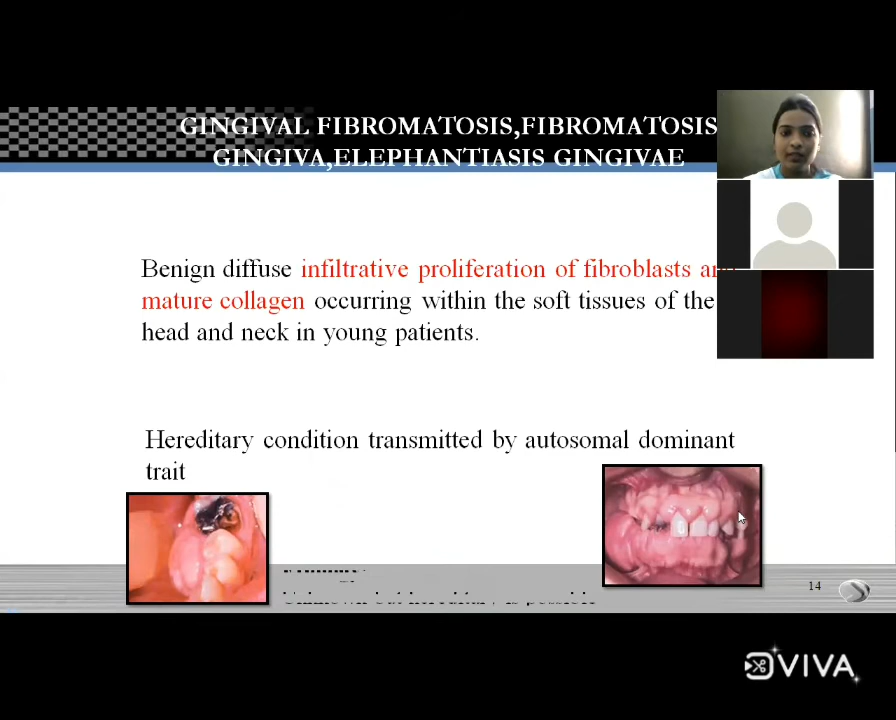 GINGIVAL FIBROMATOSIS,FIBROMATOSIS
GINGIVA,ELEPHANTIASIS GINGIVAE
Benign diffuse infiltrative proliferation of fibroblasts and
mature collagen occurring within the soft tissues of the
head and neck in young patients.
Hereditary condition transmitted by autosomal dominant
trait
14
VIVA